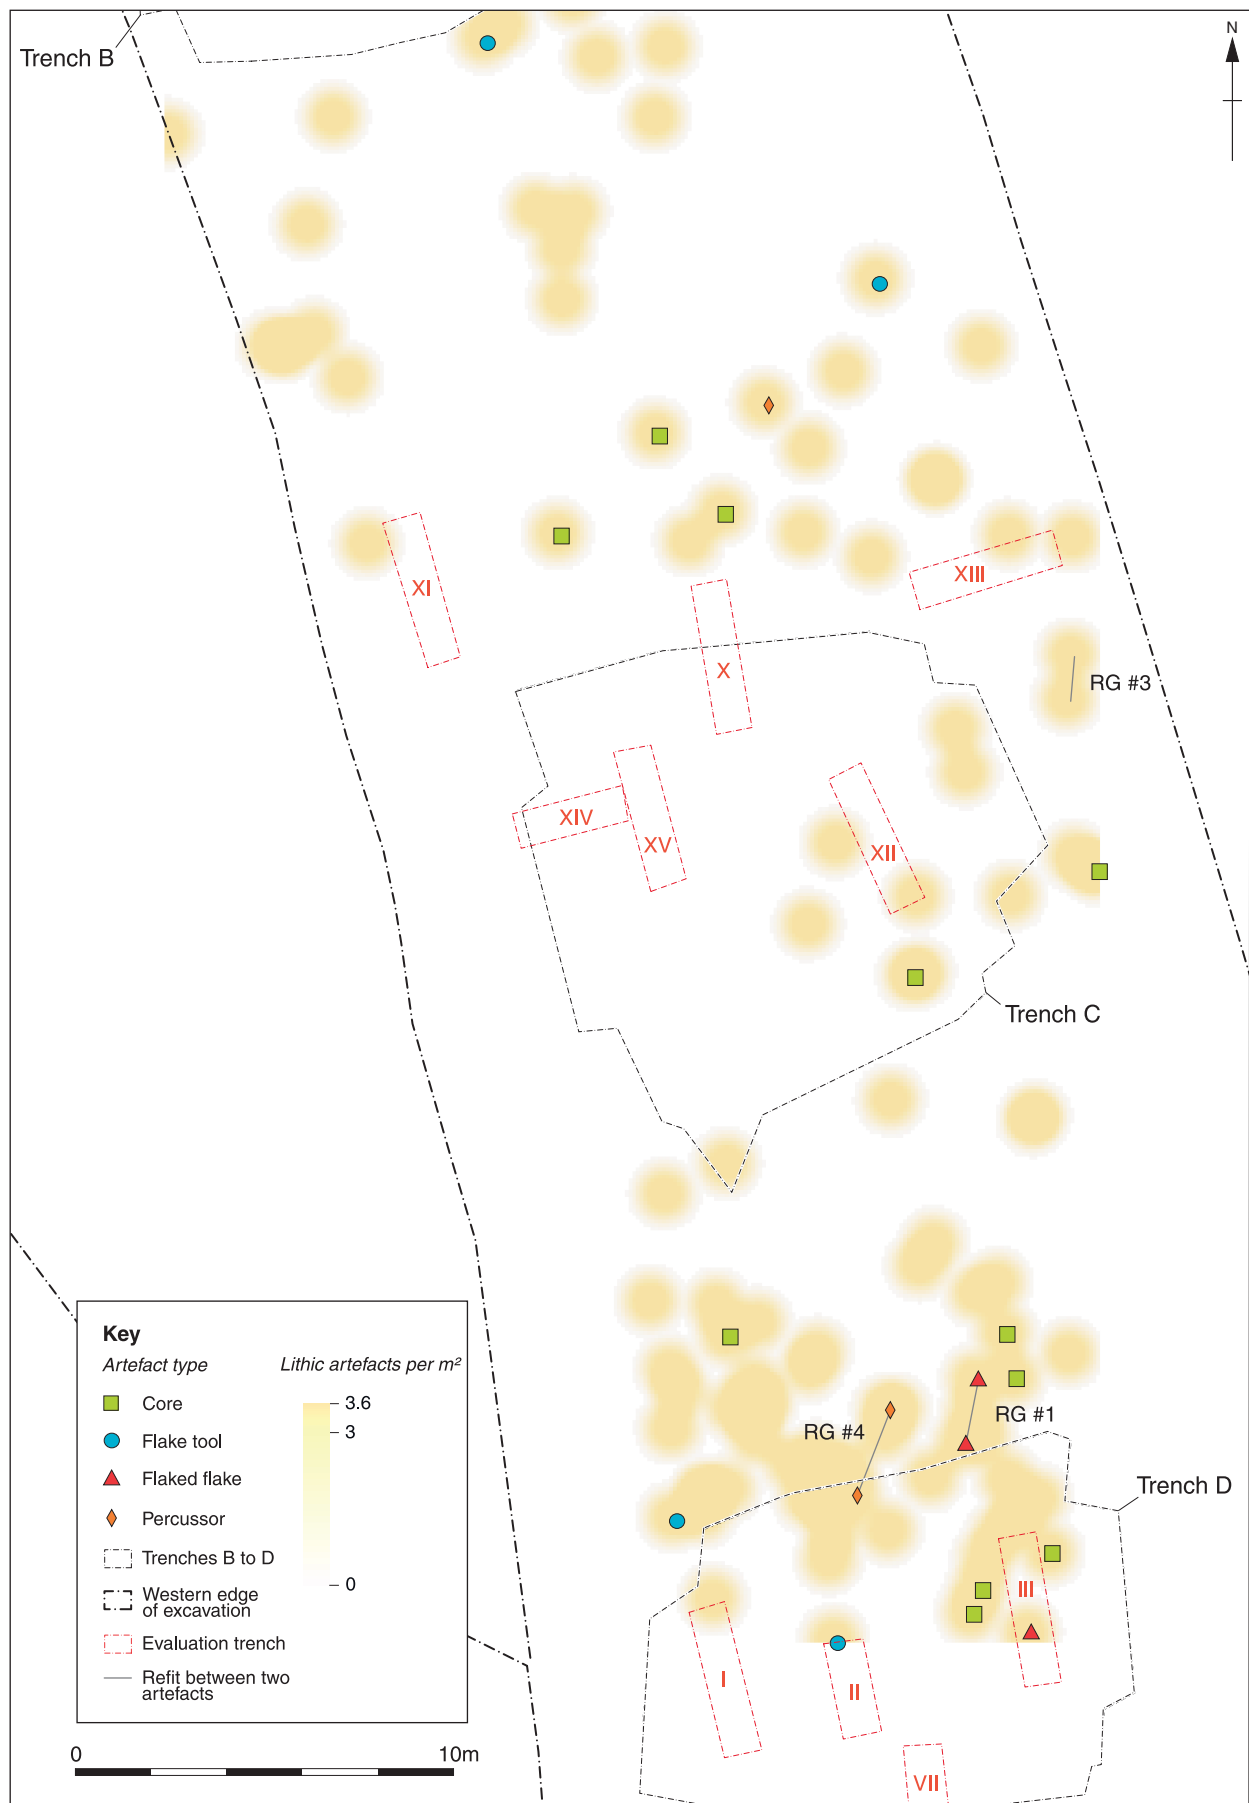 N
Trench B
XI
XIII
X
RG #3
XIV
XV
XII
Trench C
RG #1
RG #4
Trench D
III
I
II
VII
Key
Artefact type
Lithic artefacts per m²
Core
Flake tool
Flaked flake
Percussor
Trenches B to D
Western edge
of excavation
Evaluation trench
Refit between two
artefacts
3.6
3
0
0
10m